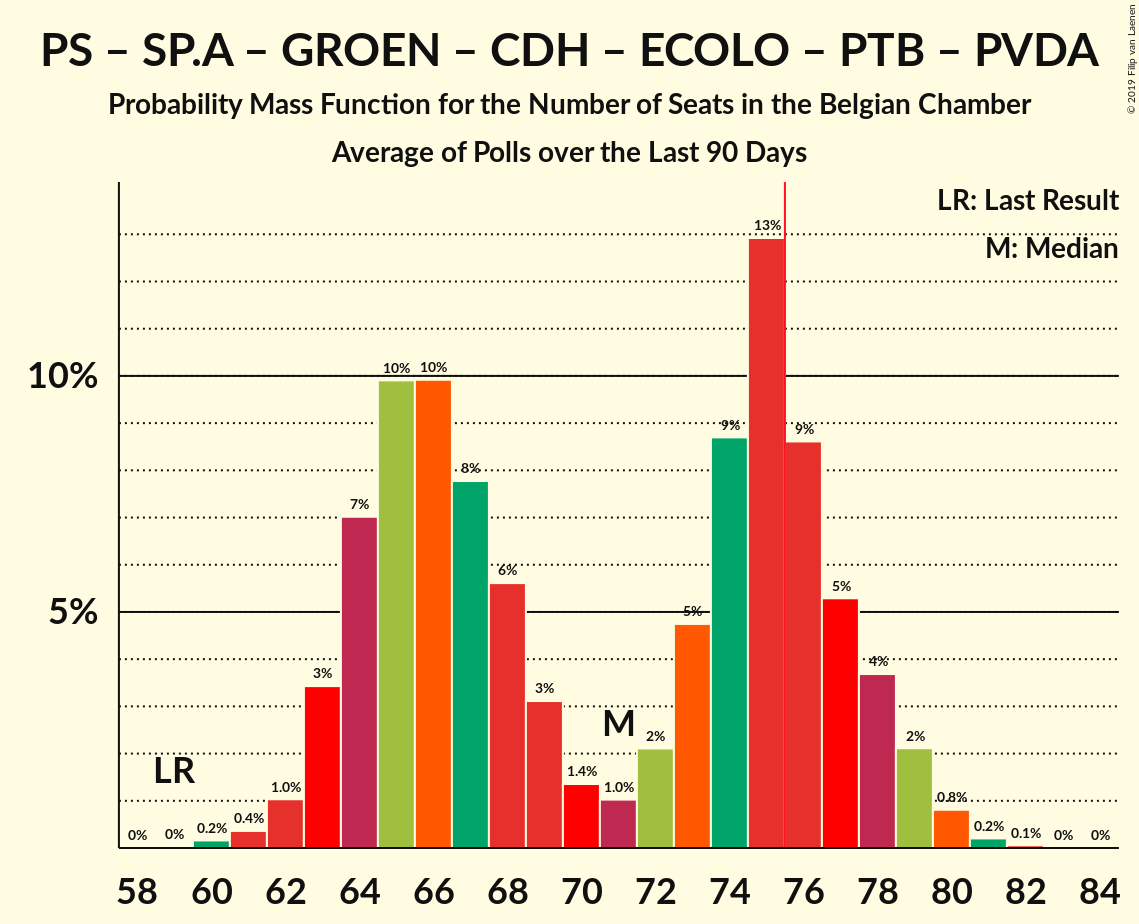 PS – SP.A – GROEN – CDH – ECOLO – PTB – PVDA
Probability Mass Function for the Number of Seats in the Belgian Chamber
Average of Polls over the Last 90 Days
© 2019 Filip van Laenen
LR: Last Result
M: Median
13%
10%
10% 10%
9% 9%
8%
7%
6%
5%
5% 5%
3% 4%
3%
M
2% 2%
LR
1.4%
1.0% 1.0% 0.8%
0% 0% 0.2% 0.4% 0.2% 0.1% 0% 0%
58 60 62 64 66 68 70 72 74 76 78 80 82 84